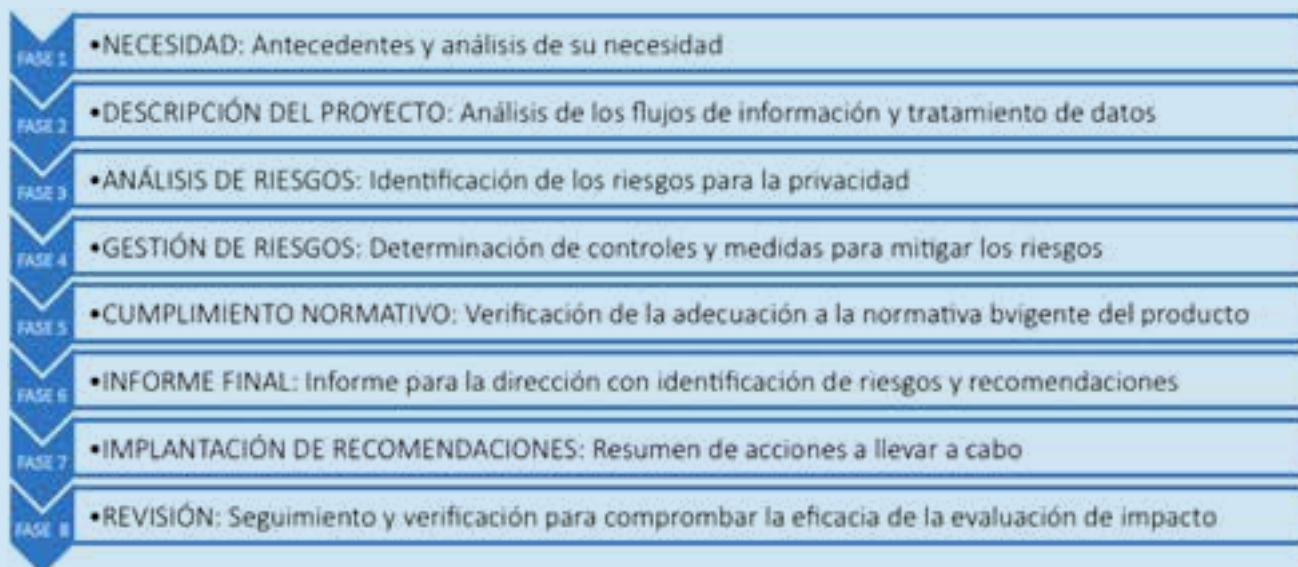 FASE 1
•NECESIDAD: Antecedentes y análisis de su necesidad
FASE 2
•DESCRIPCIÓN DEL PROYECTO: Análisis de los flujos de información y tratamiento de datos
FASE 3
•ANÁLISIS DE RIESGOS: Identificación de los riesgos para la privacidad
FASE 4
•GESTIÓN DE RIESGOS: Determinación de controles y medidas para mitigar los riesgos
FASE 5
•CUMPLIMIENTO NORMATIVO: Verificación de la adecuación a la normativa bvigente del producto
FASE 6
•INFORME FINAL: Informe para la dirección con identificación de riesgos y recomendaciones
FASE 7
•IMPLANTACIÓN DE RECOMENDACIONES: Resumen de acciones a llevar a cabo
FASE 8
•REVISIÓN: Seguimiento y verificación para comprombar la eficacia de la evaluación de impacto